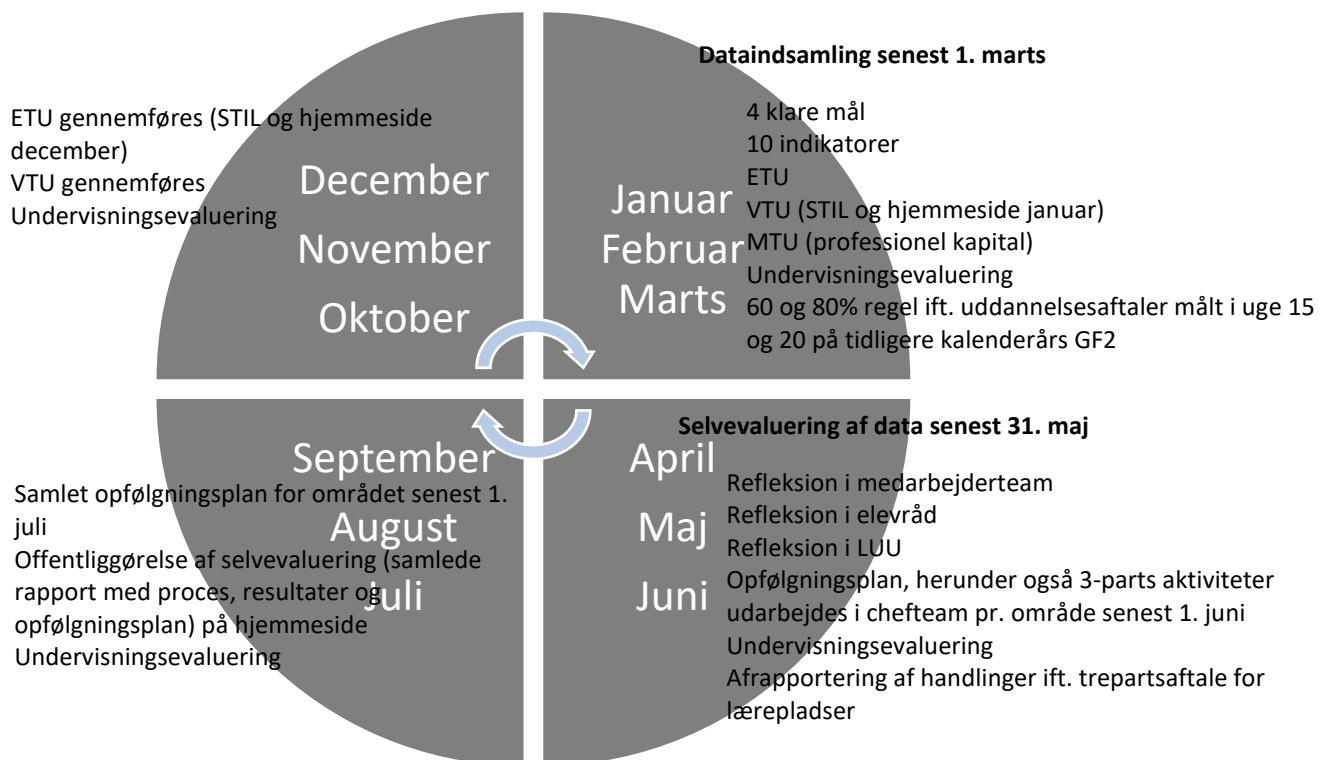 Dataindsamling senest 1. marts
4 klare mål
10 indikatorer
ETU
VTU (STIL og hjemmeside januar)
MTU (professionel kapital)
Undervisningsevaluering
60 og 80% regel ift. uddannelsesaftaler målt i uge 15
og 20 på tidligere kalenderårs GF2
Januar
Februar
Marts
ETU gennemføres (STIL og hjemmeside
december)
VTU gennemføres
Undervisningsevaluering
December
November
Oktober
Selvevaluering af data senest 31. maj
Refleksion i medarbejderteam
Refleksion i elevråd
Refleksion i LUU
Opfølgningsplan, herunder også 3-parts aktiviteter
udarbejdes i chefteam pr. område senest 1. juni
Undervisningsevaluering
Afrapportering af handlinger ift. trepartsaftale for
lærepladser
April
Maj
Juni
Samlet opfølgningsplan for området senest 1.
juli
Offentliggørelse af selvevaluering (samlede
rapport med proces, resultater og
opfølgningsplan) på hjemmeside
Undervisningsevaluering
September
August
Juli